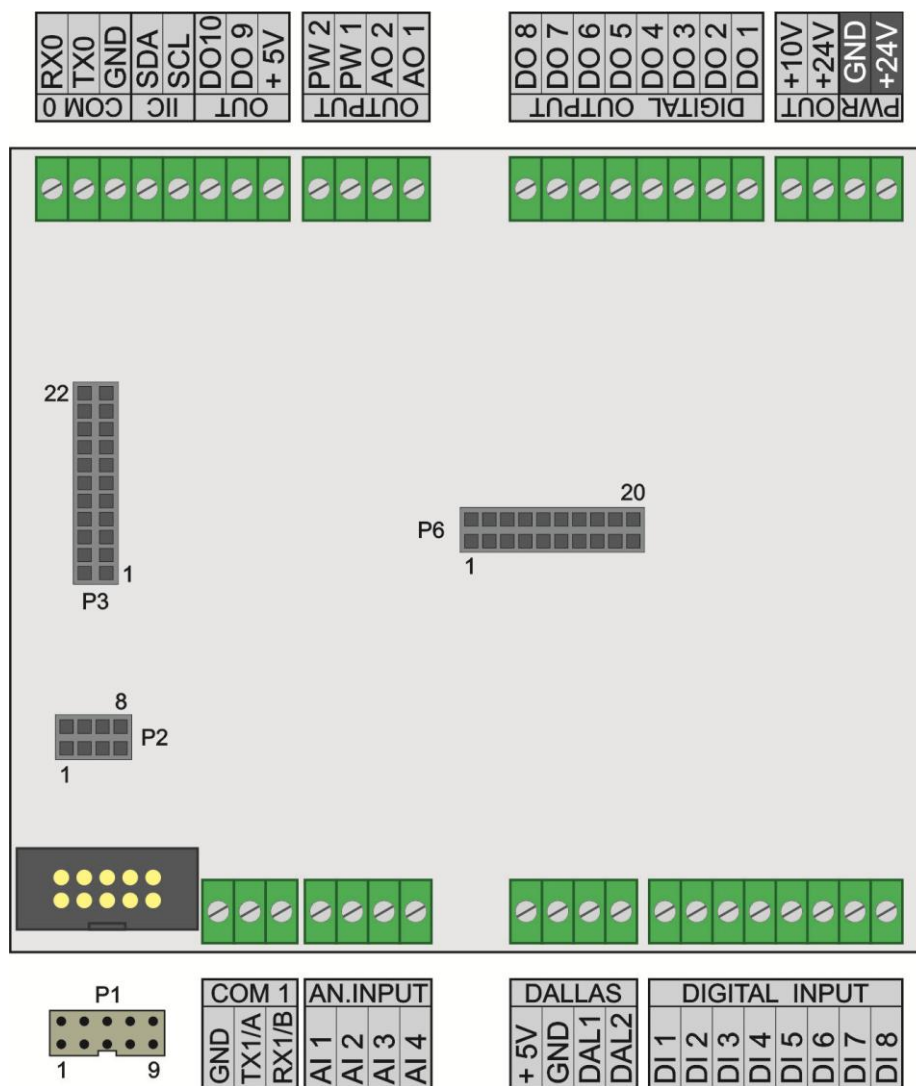 RX0
TX0
GND
SDA
SCL
DO10
DO 9
+ 5V
COM 0
IIC
OUT
PW 2
PW 1
AO 2
AO 1
OUTPUT
DO 8
DO 7
DO 6
DO 5
DO 4
DO 3
DO 2
DO 1
DIGITAL OUTPUT
+10V
+24V
GND
+24V
OUT
PWR
22
1
P3
20
P6
1
8
P2
1
P1
1
9
COM 1
GND
TX1/A
RX1/B
AN.INPUT
AI 1
AI 2
AI 3
AI 4
DALLAS
+ 5V
GND
DAL1
DAL2
DIGITAL INPUT
DI 1
DI 2
DI 3
DI 4
DI 5
DI 6
DI 7
DI 8